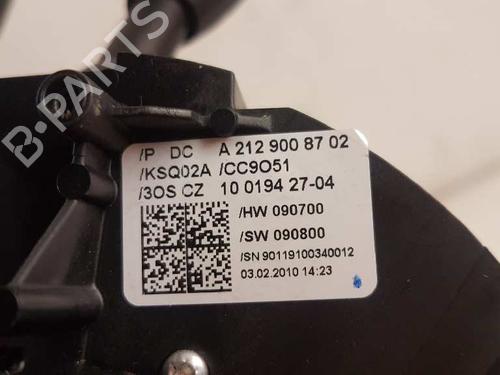 B-PARTS
/P DC A 212 900 87 02
/KSQ02A /CC9O51
/3OS CZ 10 0194 27-04
/HW 090700
/SW 090800
/SN 90119100340012
03.02.2010 14:23